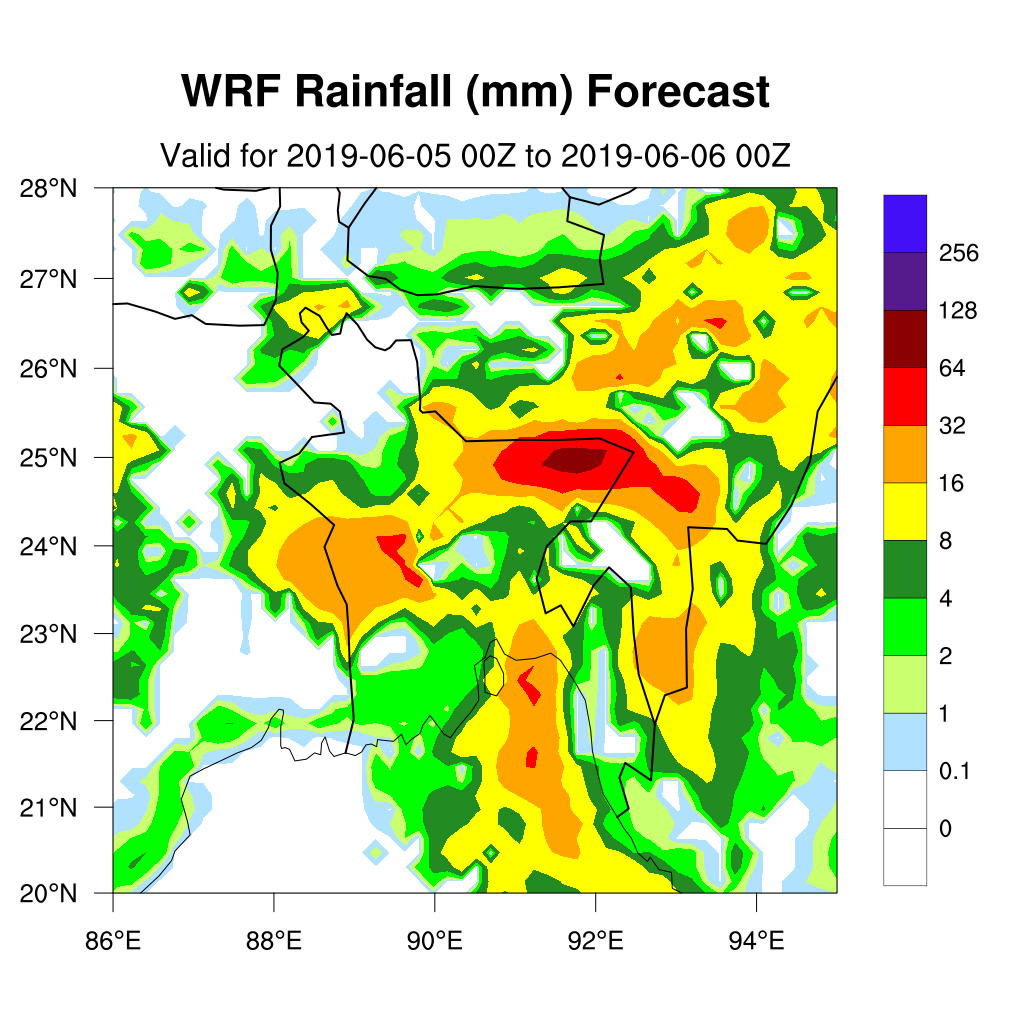 WRF Rainfall (mm) Forecast
Valid for 2019-06-05 00Z to 2019-06-06 00Z
28°N
27°N
26°N
25°N
24°N
23°N
22°N
21°N
20°N
86°E 88°E 90°E 92°E 94°E
256
128
64
32
16
8
4
2
1
0.1
0